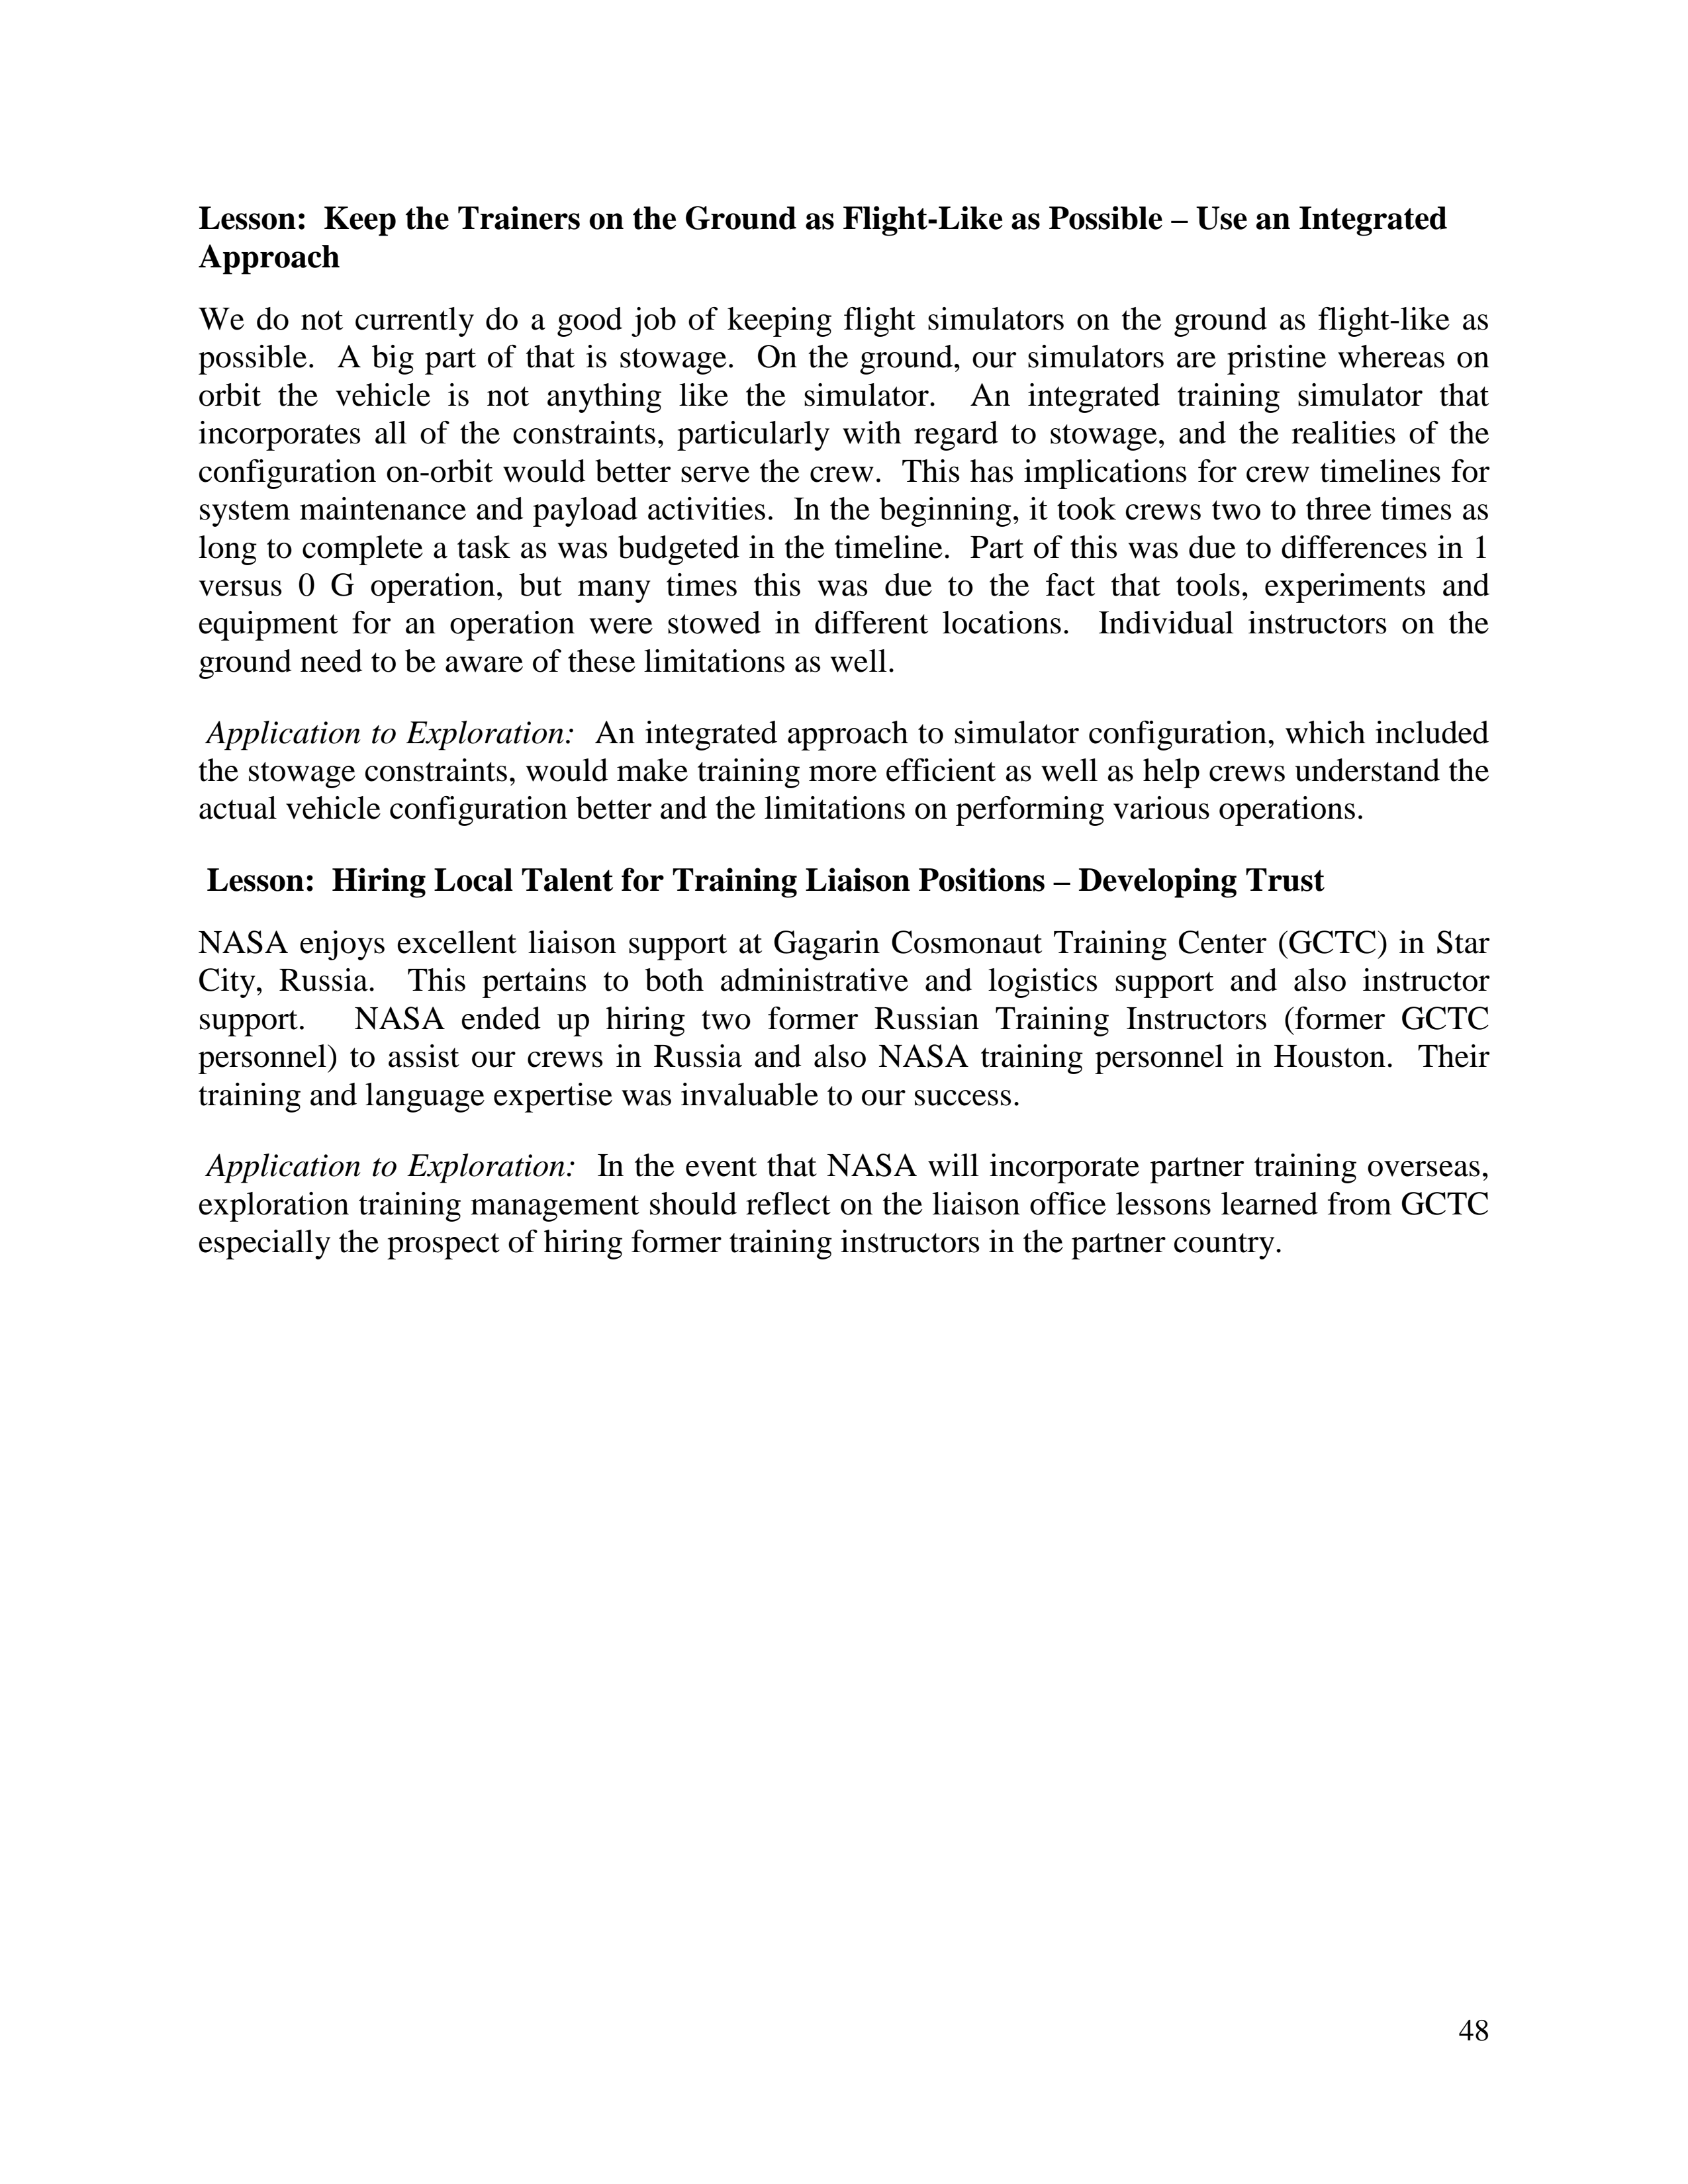 Lesson:  Keep the Trainers on the Ground as Flight-Like as Possible – Use an Integrated
Approach
We do not currently do a good job of keeping flight simulators on the ground as flight-like as
possible.  A big part of that is stowage.  On the ground, our simulators are pristine whereas on
orbit the vehicle is not anything like the simulator.  An integrated training simulator that
incorporates all of the constraints, particularly with regard to stowage, and the realities of the
configuration on-orbit would better serve the crew.  This has implications for crew timelines for
system maintenance and payload activities.  In the beginning, it took crews two to three times as
long to complete a task as was budgeted in the timeline.  Part of this was due to differences in 1
versus 0 G operation, but many times this was due to the fact that tools, experiments and
equipment for an operation were stowed in different locations.  Individual instructors on the
ground need to be aware of these limitations as well.
Application to Exploration:  An integrated approach to simulator configuration, which included
the stowage constraints, would make training more efficient as well as help crews understand the
actual vehicle configuration better and the limitations on performing various operations.
Lesson:  Hiring Local Talent for Training Liaison Positions – Developing Trust
NASA enjoys excellent liaison support at Gagarin Cosmonaut Training Center (GCTC) in Star
City, Russia.  This pertains to both administrative and logistics support and also instructor
support.  NASA ended up hiring two former Russian Training Instructors (former GCTC
personnel) to assist our crews in Russia and also NASA training personnel in Houston.  Their
training and language expertise was invaluable to our success.
Application to Exploration:  In the event that NASA will incorporate partner training overseas,
exploration training management should reflect on the liaison office lessons learned from GCTC
especially the prospect of hiring former training instructors in the partner country.
48